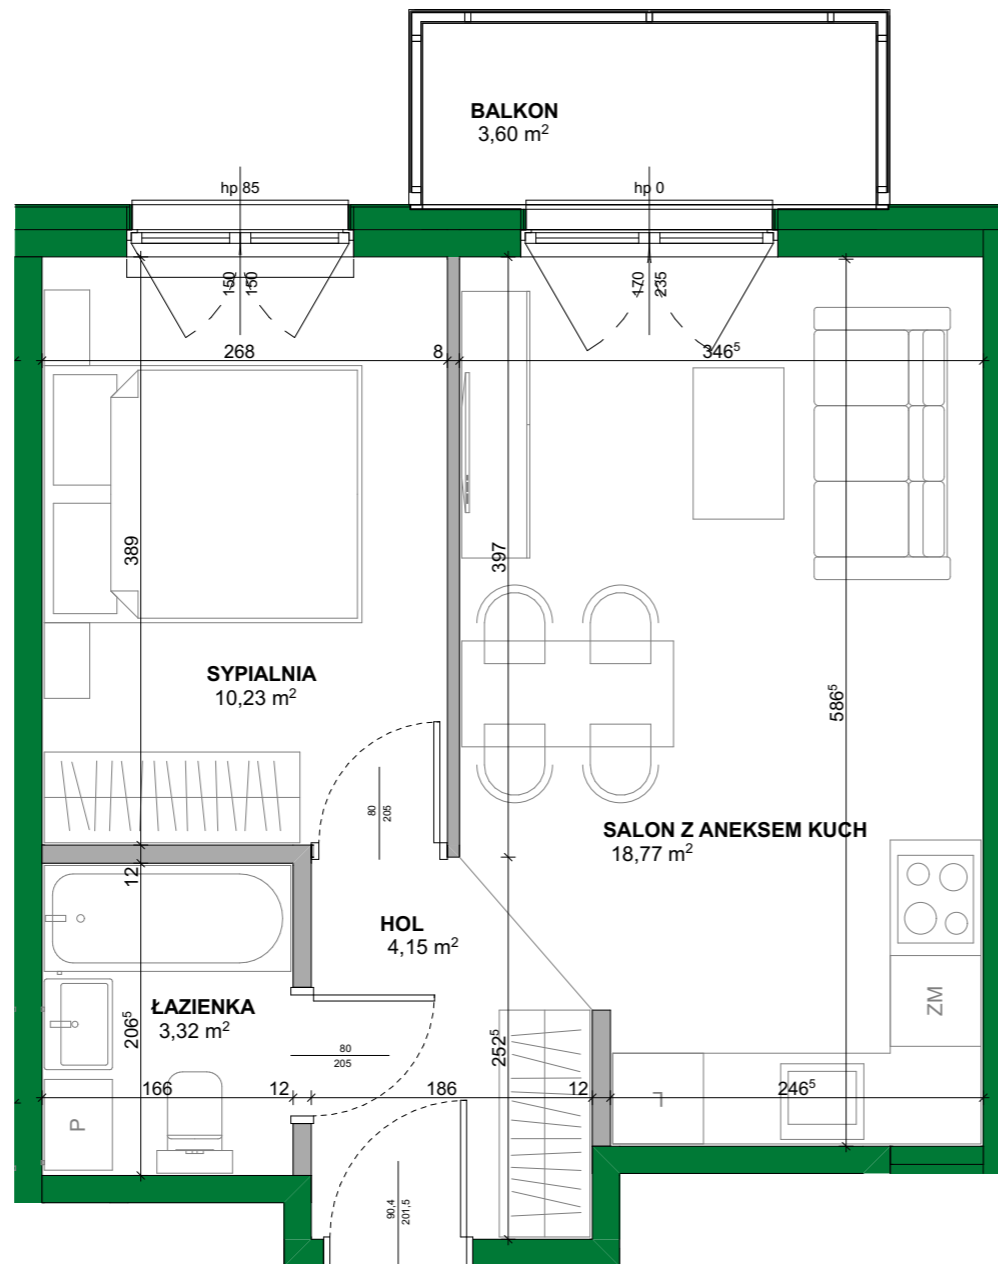 BALKON
3,60 m²
hp 85
hp 0
150
150
170
235
268
8
346⁵
389
397
586⁵
SYPIALNIA
10,23 m²
80
205
SALON Z ANEKSEM KUCH
18,77 m²
12
HOL
4,15 m²
ŁAZIENKA
3,32 m²
ZM
206⁵
252⁵
80
205
166
12
186
12
246⁵
P
90,4
201,5